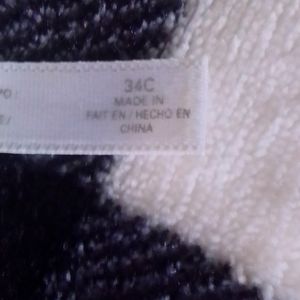 34C
MADE IN
FAIT EN / HECHO EN
CHINA